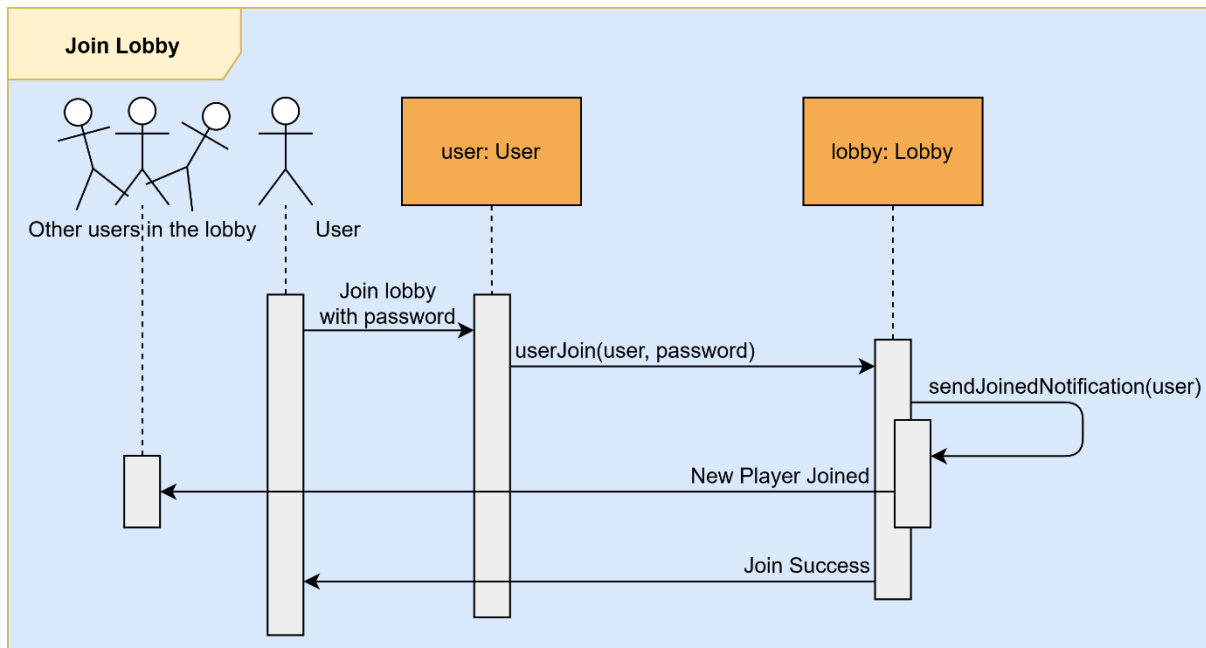 Join Lobby
user: User
lobby: Lobby
Other users in the lobby
User
Join lobby
with password
userJoin(user, password)
sendJoinedNotification(user)
New Player Joined
Join Success